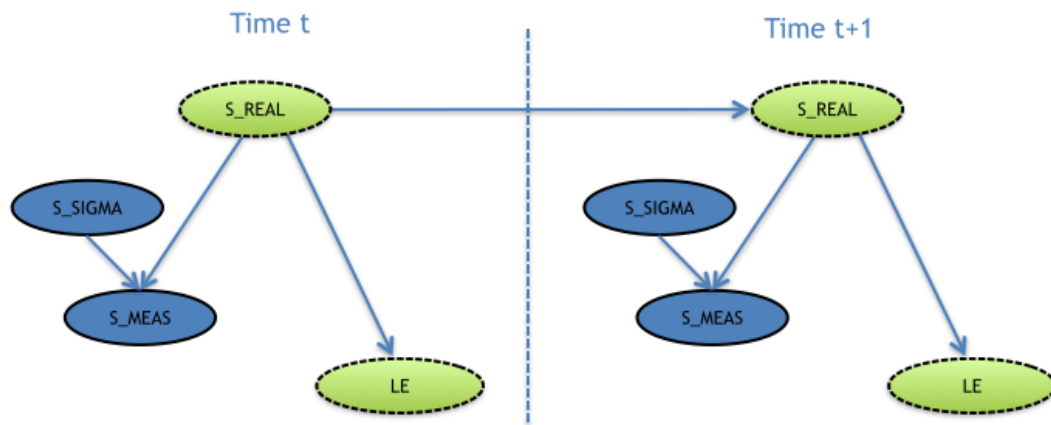 Time t
Time t+1
S_REAL
S_REAL
S_SIGMA
S_SIGMA
S_MEAS
S_MEAS
LE
LE